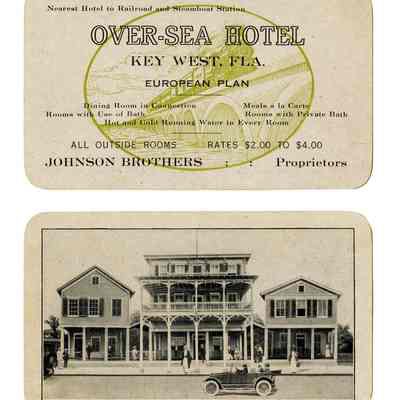 Nearest Hotel to Railroad and Steamboat Station
OVER-SEA HOTEL
KEY WEST, FLA.
EUROPEAN PLAN
Dining Room in Connection Meals a la Carte
Rooms with Use of Bath Rooms with Private Bath
Hot and Cold Running Water in Every Room
ALL OUTSIDE ROOMS RATES $2.00 TO $4.00
JOHNSON BROTHERS : : Proprietors